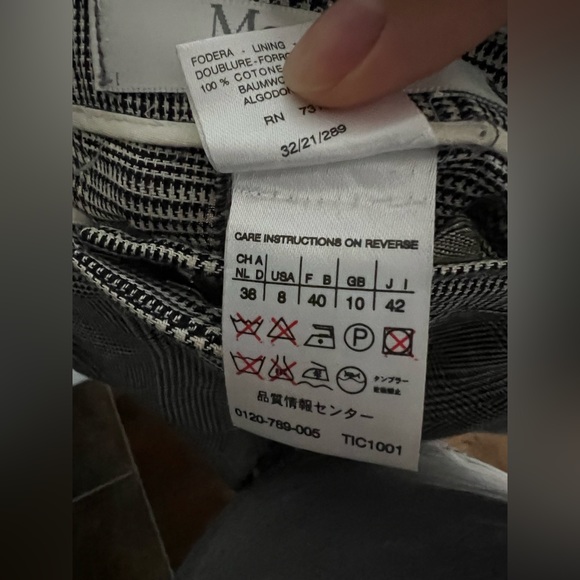 M
FODERA - LINING -
DOUBLURE-FORRO
100 % COTONE-
BAUMWO
ALGODON
RN 73
32/21/289
CARE INSTRUCTIONS ON REVERSE
CH A NL D USA F B GB J I
38 8 40 10 42
P
タンブラー
乾燥禁止
品質情報センター
0120-789-005 TIC1001